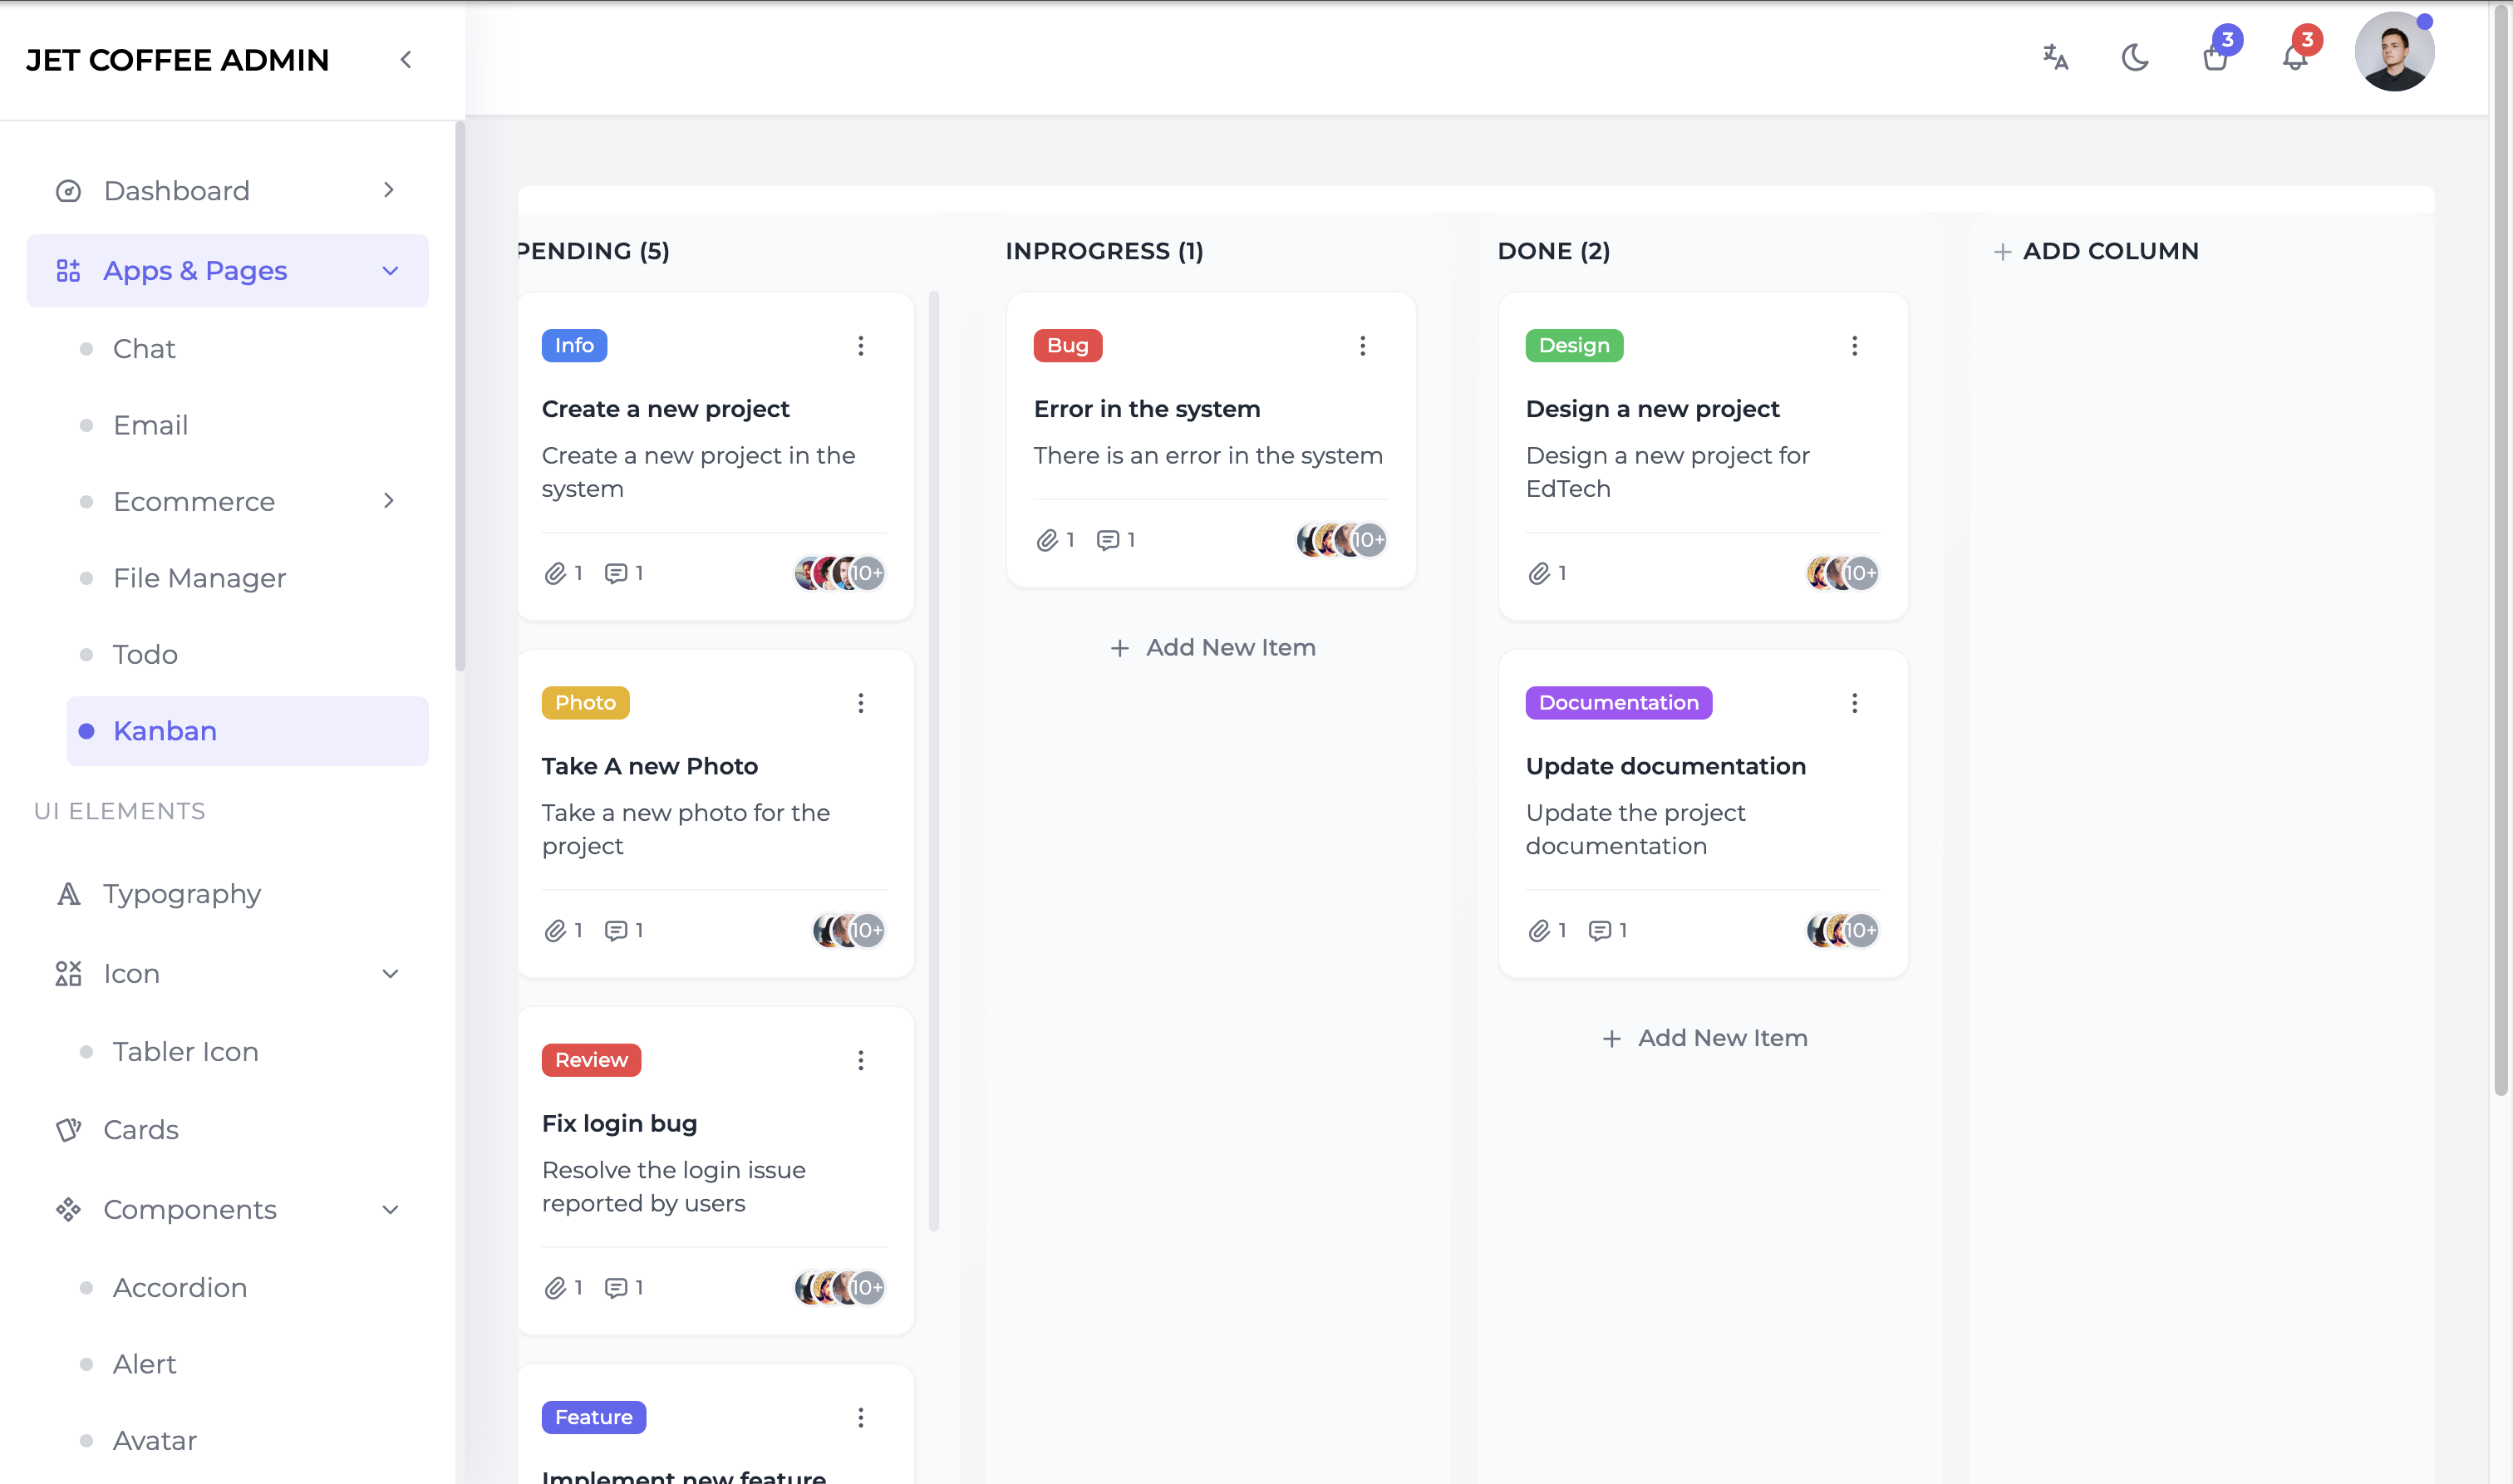 JET COFFEE ADMIN
3
3
Dashboard
Apps & Pages
Chat
Email
Ecommerce
File Manager
Todo
Kanban
UI ELEMENTS
Typography
Icon
Tabler Icon
Cards
Components
Accordion
Alert
Avatar
PENDING (5)
Info
Create a new project
Create a new project in the
system
1 1 10+
Photo
Take A new Photo
Take a new photo for the
project
1 1 10+
Review
Fix login bug
Resolve the login issue
reported by users
1 1 10+
Feature
Implement new feature
INPROGRESS (1)
Bug
Error in the system
There is an error in the system
1 1 10+
+ Add New Item
DONE (2)
Design
Design a new project
Design a new project for
EdTech
1 10+
Documentation
Update documentation
Update the project
documentation
1 1 10+
+ Add New Item
+ ADD COLUMN